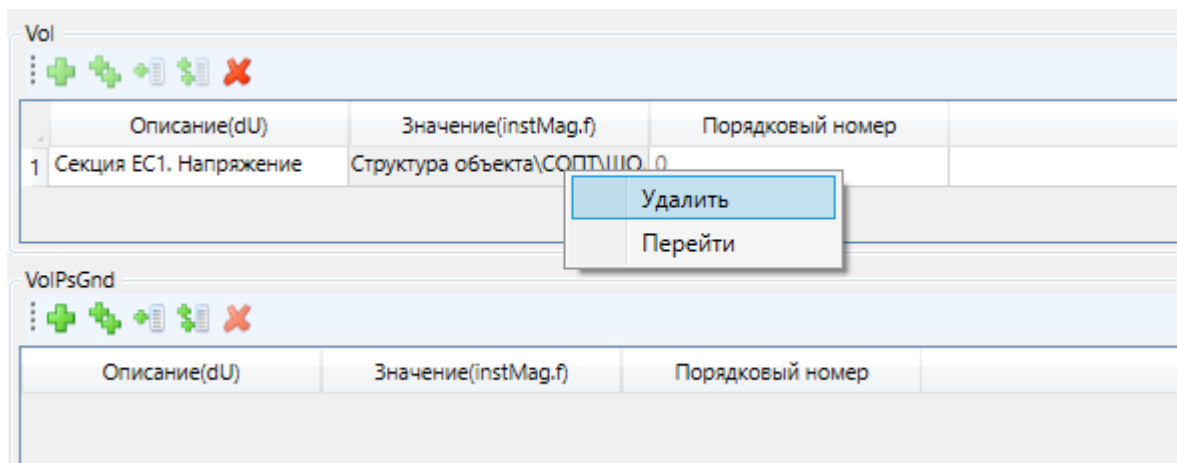 Vol
Описание(dU) Значение(instMag.f) Порядковый номер
1 Секция ЕС1. Напряжение Структура объекта\СОПТ\ШО. 0
Удалить
Перейти
VolPsGnd
Описание(dU) Значение(instMag.f) Порядковый номер